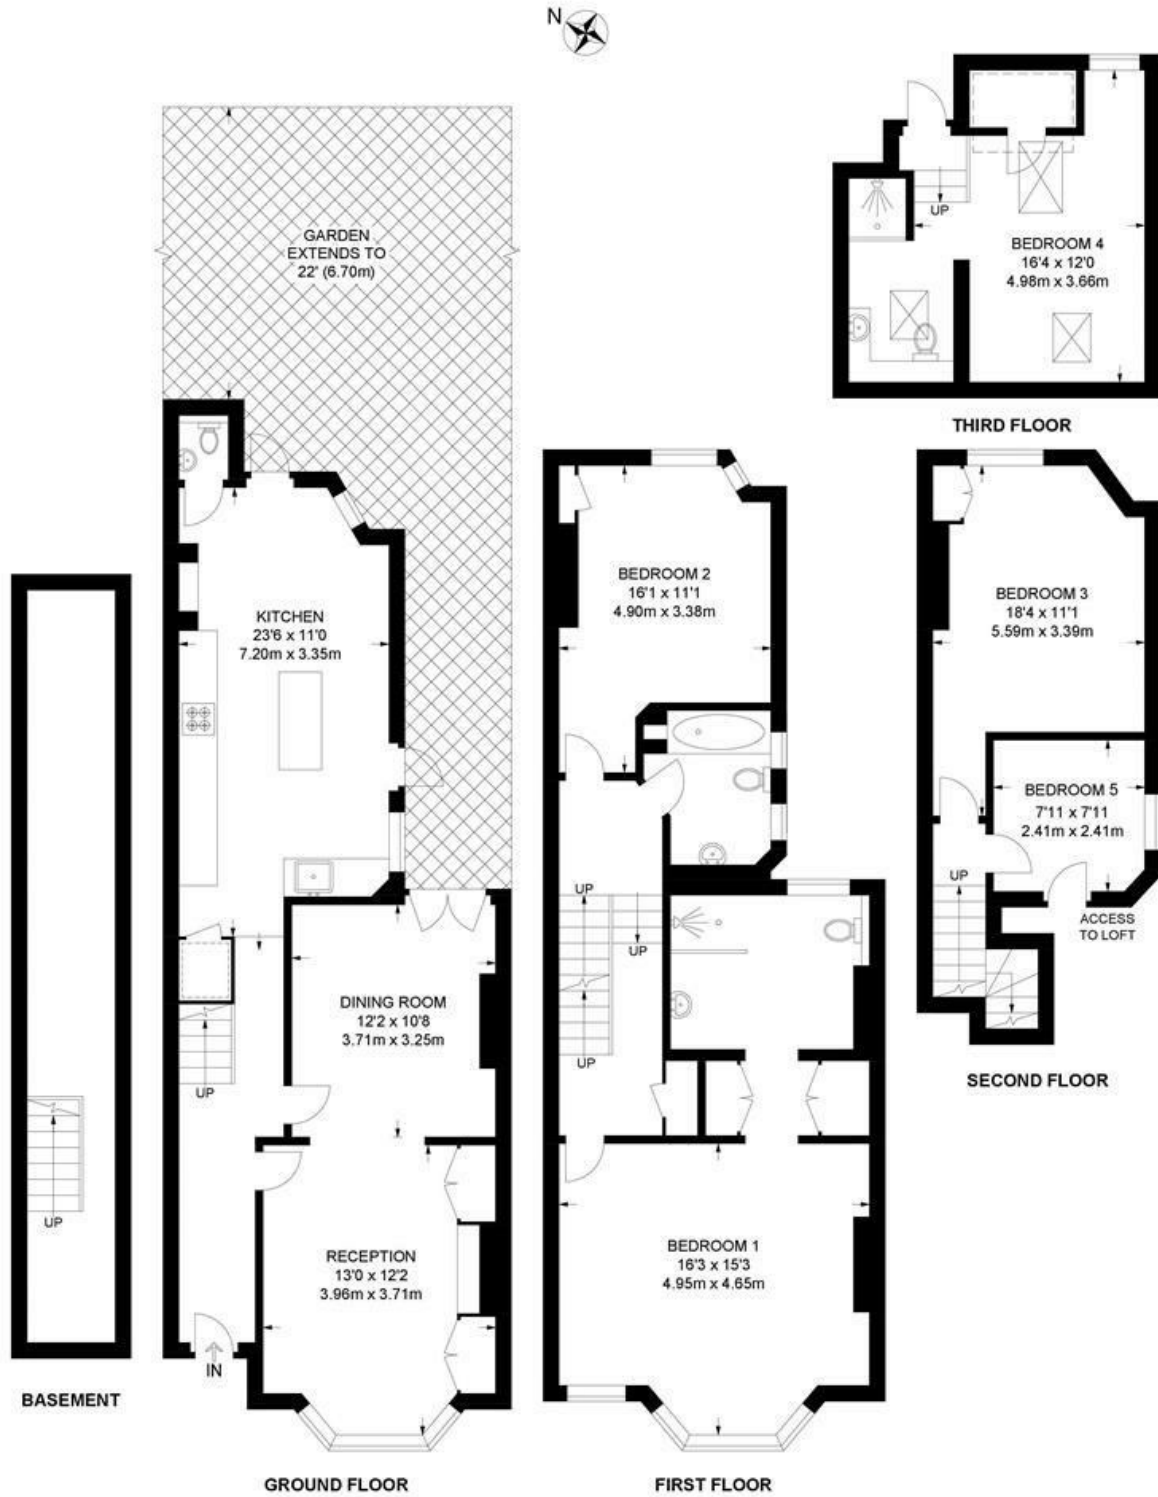 N
GARDEN
EXTENDS TO
22' (6.70m)
UP
BEDROOM 4
16'4 x 12'0
4.98m x 3.66m
THIRD FLOOR
KITCHEN
23'6 x 11'0
7.20m x 3.35m
DINING ROOM
12'2 x 10'8
3.71m x 3.25m
UP
RECEPTION
13'0 x 12'2
3.96m x 3.71m
IN
GROUND FLOOR
UP
BASEMENT
BEDROOM 2
16'1 x 11'1
4.90m x 3.38m
UP
UP
UP
BEDROOM 1
16'3 x 15'3
4.95m x 4.65m
FIRST FLOOR
BEDROOM 3
18'4 x 11'1
5.59m x 3.39m
BEDROOM 5
7'11 x 7'11
2.41m x 2.41m
UP
ACCESS
TO LOFT
SECOND FLOOR